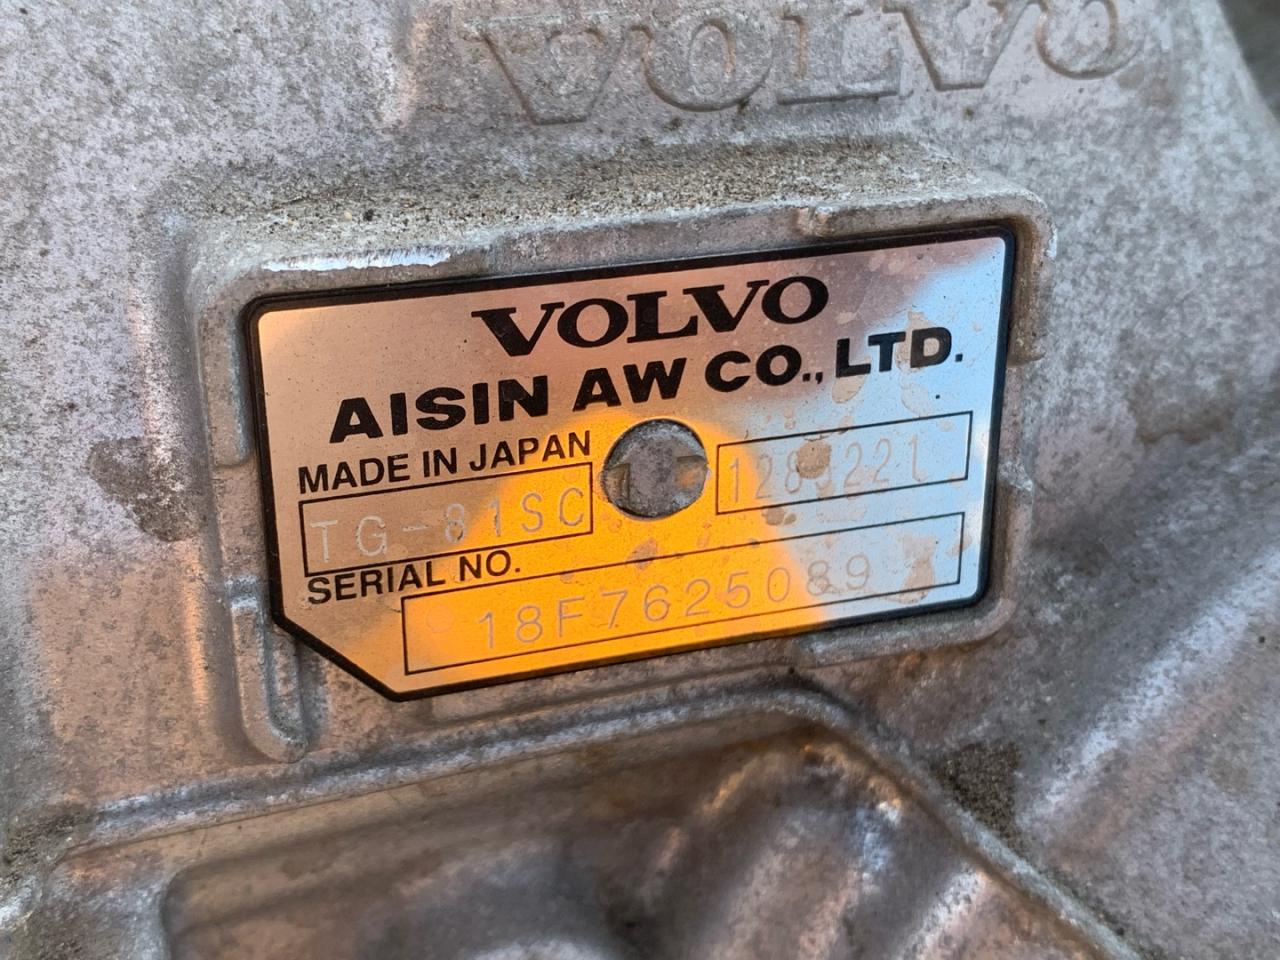 VOLVO
VOLVO
AISIN AW CO., LTD.
MADE IN JAPAN
TG-81SC
SERIAL NO.
18F7625089